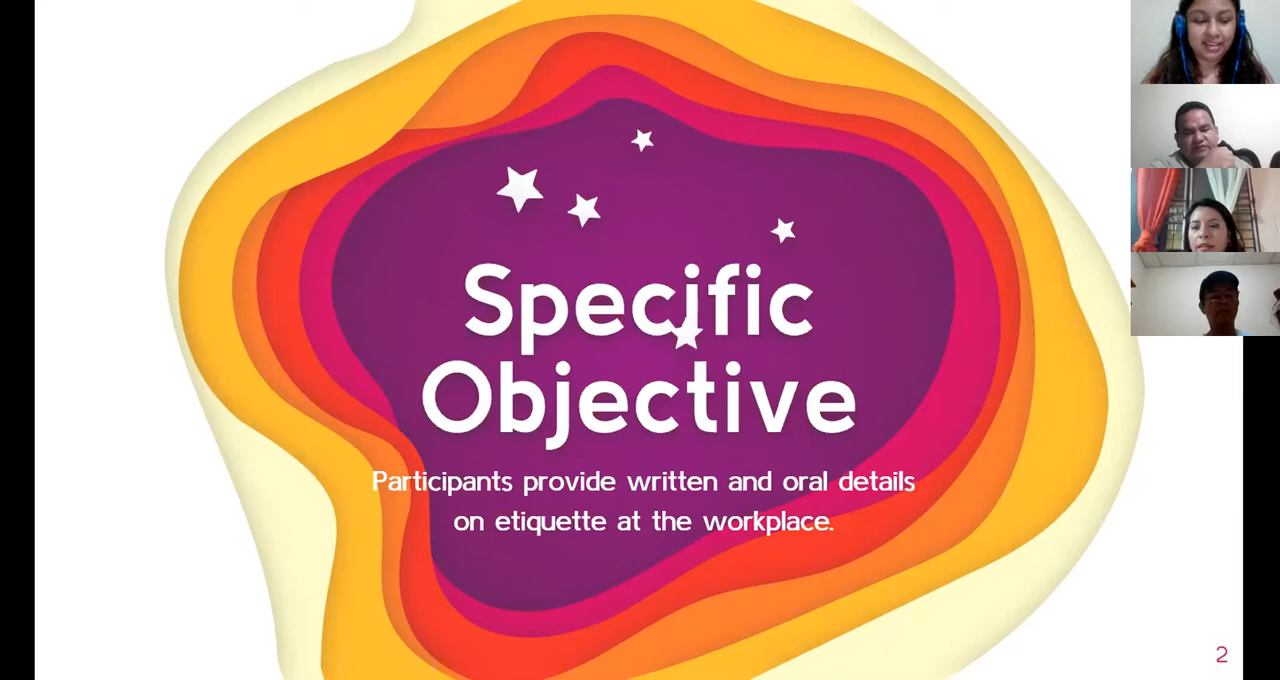 Specific
Objective
Participants provide written and oral details
on etiquette at the workplace.
2